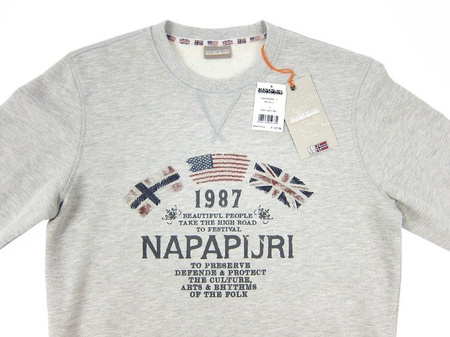 NAPAPIJRI
1987
BEAUTIFUL PEOPLE
TAKE THE HIGH ROAD
TO FESTIVAL
NAPAPIJRI
TO PRESERVE
DEFENDE & PROTECT
THE CULTURE,
ARTS & RHYTHMS
OF THE FOLK